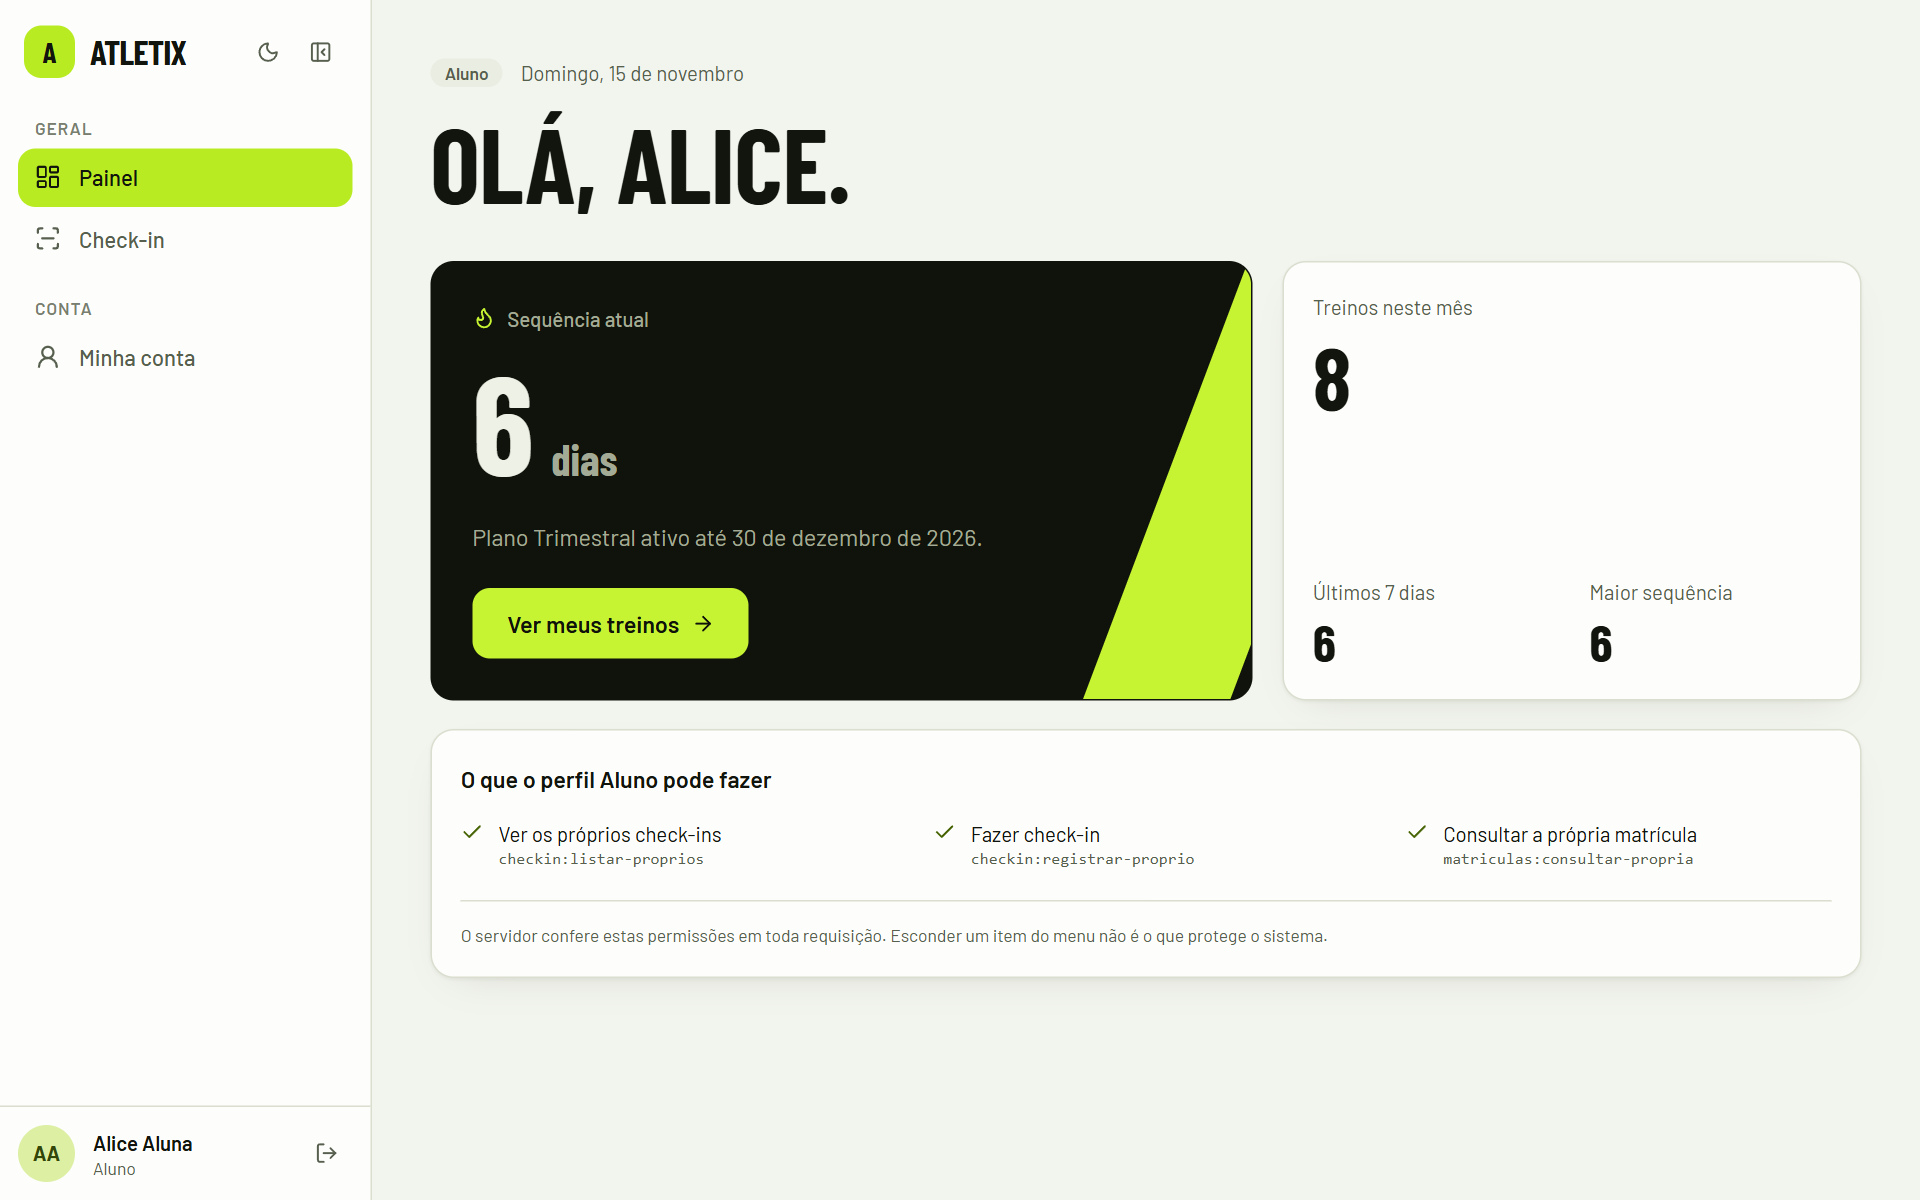 A ATLETIX
GERAL
Painel
Check-in
CONTA
Minha conta
AA
Alice Aluna
Aluno
Aluno Domingo, 15 de novembro
OLÁ, ALICE.
Sequência atual
6 dias
Plano Trimestral ativo até 30 de dezembro de 2026.
Ver meus treinos
Treinos neste mês
8
Últimos 7 dias
6
Maior sequência
6
O que o perfil Aluno pode fazer
Ver os próprios check-ins
checkin:listar-proprios
Fazer check-in
checkin:registrar-proprio
Consultar a própria matrícula
matriculas:consultar-propria
O servidor confere estas permissões em toda requisição. Esconder um item do menu não é o que protege o sistema.